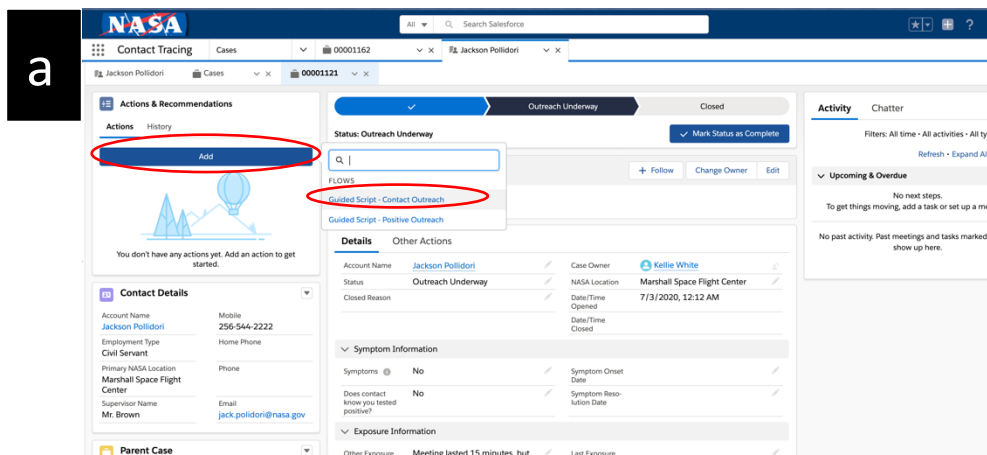 a
NASA
All
Search Salesforce
Contact Tracing
Cases
00001162
Jackson Pollidori
Jackson Pollidori
Cases
00001121
Actions & Recommendations
Actions
History
Add
You don't have any actions yet. Add an action to get
started.
Outreach Underway
Closed
Status: Outreach Underway
Mark Status as Complete
FLOWS
Guided Script - Contact Outreach
Guided Script - Positive Outreach
+ Follow
Change Owner
Edit
Details
Other Actions
Account Name
Jackson Pollidori
Case Owner
Kellie White
Status
Outreach Underway
NASA Location
Marshall Space Flight Center
Closed Reason
Date/Time
Opened
7/3/2020, 12:12 AM
Date/Time
Closed
Symptom Information
Symptoms
No
Symptom Onset
Date
Does contact
know you tested
positive?
No
Symptom Reso-
lution Date
Exposure Information
Other Exposure
Meeting lasted 15 minutes, but
Last Exposure
Contact Details
Account Name
Jackson Pollidori
Mobile
256-544-2222
Employment Type
Civil Servant
Home Phone
Primary NASA Location
Marshall Space Flight
Center
Phone
Supervisor Name
Mr. Brown
Email
jack.polidori@nasa.gov
Parent Case
Activity
Chatter
Filters: All time • All activities • All ty
Refresh • Expand Al
Upcoming & Overdue
No next steps.
To get things moving, add a task or set up a me
No past activity. Past meetings and tasks marked
show up here.